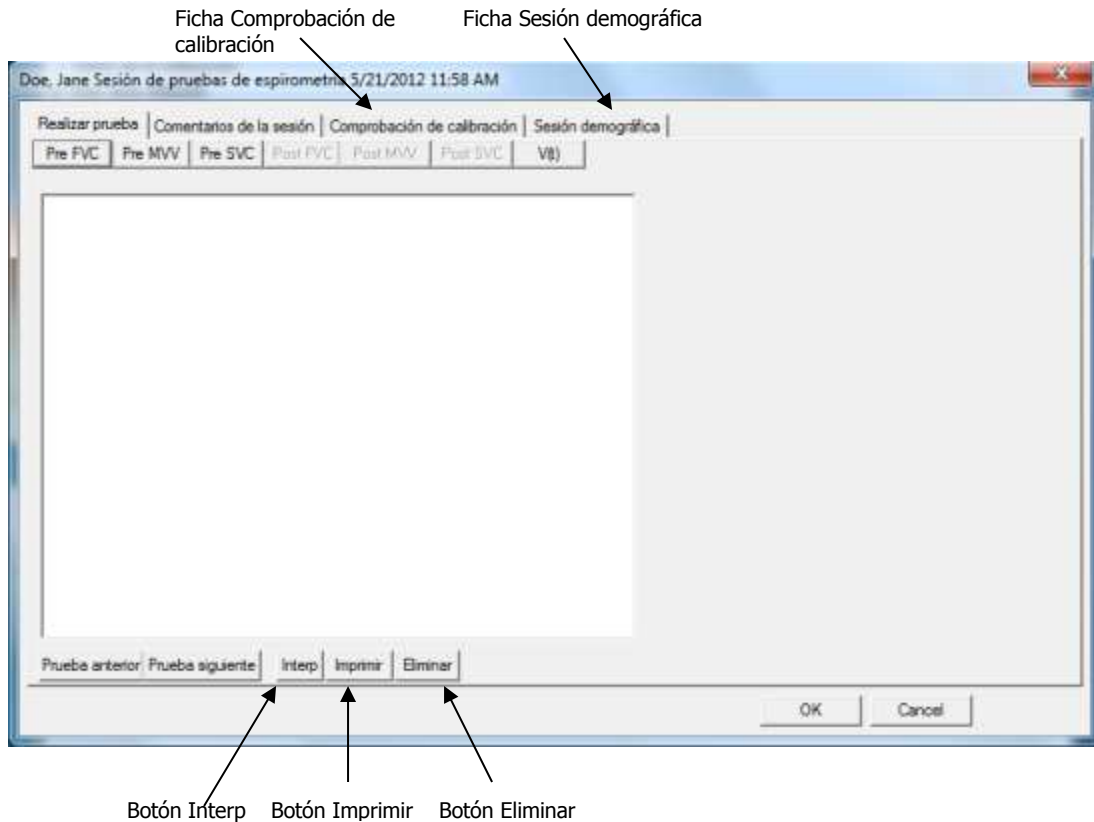 Ficha Comprobación de
calibración
Ficha Sesión demográfica
Doe, Jane Sesión de pruebas de espirometria 5/21/2012 11:58 AM
Realizar prueba Comentarios de la sesión Comprobación de calibración Sesión demográfica
Pre FVC Pre MVV Pre SVC Post FVC Post MVV Post SVC V(t)
Prueba anterior Prueba siguiente Interp Imprimir Eliminar
OK Cancel
Botón Interp Botón Imprimir Botón Eliminar